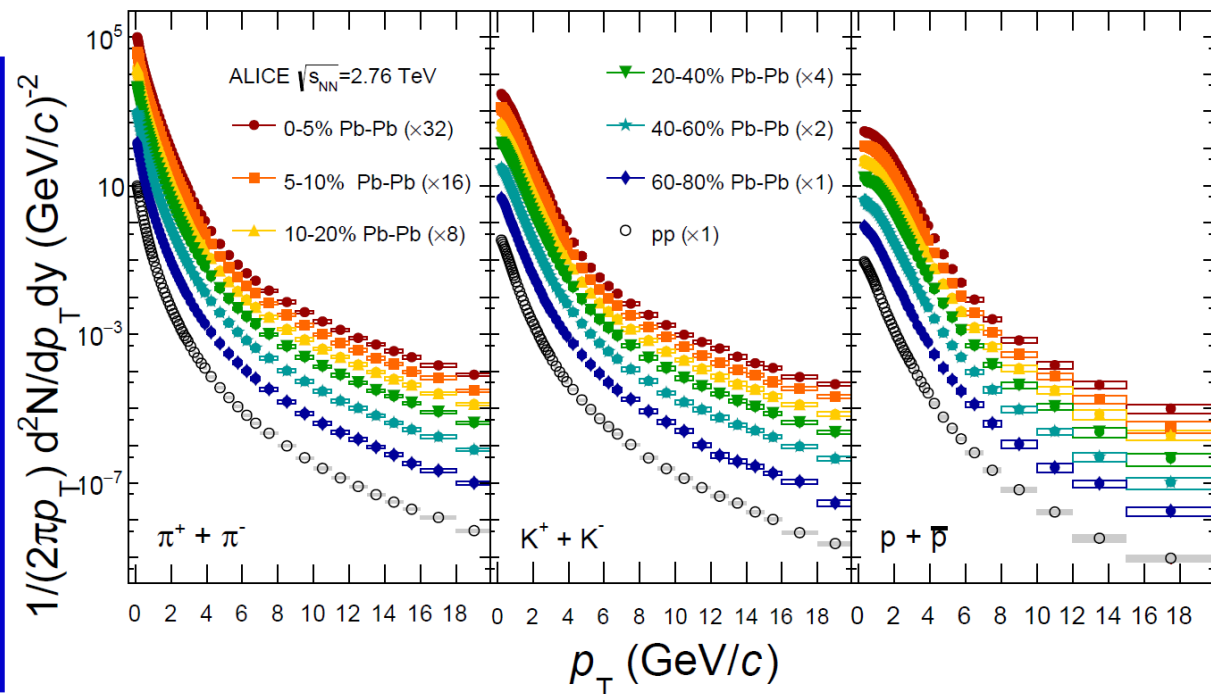 1/(2πp_T) d²N/dp_T dy (GeV/c)⁻²
10⁵
10
10⁻³
10⁻⁷
ALICE √s_NN=2.76 TeV
0-5% Pb-Pb (×32)
5-10% Pb-Pb (×16)
10-20% Pb-Pb (×8)
20-40% Pb-Pb (×4)
40-60% Pb-Pb (×2)
60-80% Pb-Pb (×1)
pp (×1)
π⁺ + π⁻
K⁺ + K⁻
p + p̅
0 2 4 6 8 10 12 14 16 18
0 2 4 6 8 10 12 14 16 18
0 2 4 6 8 10 12 14 16 18
p_T (GeV/c)